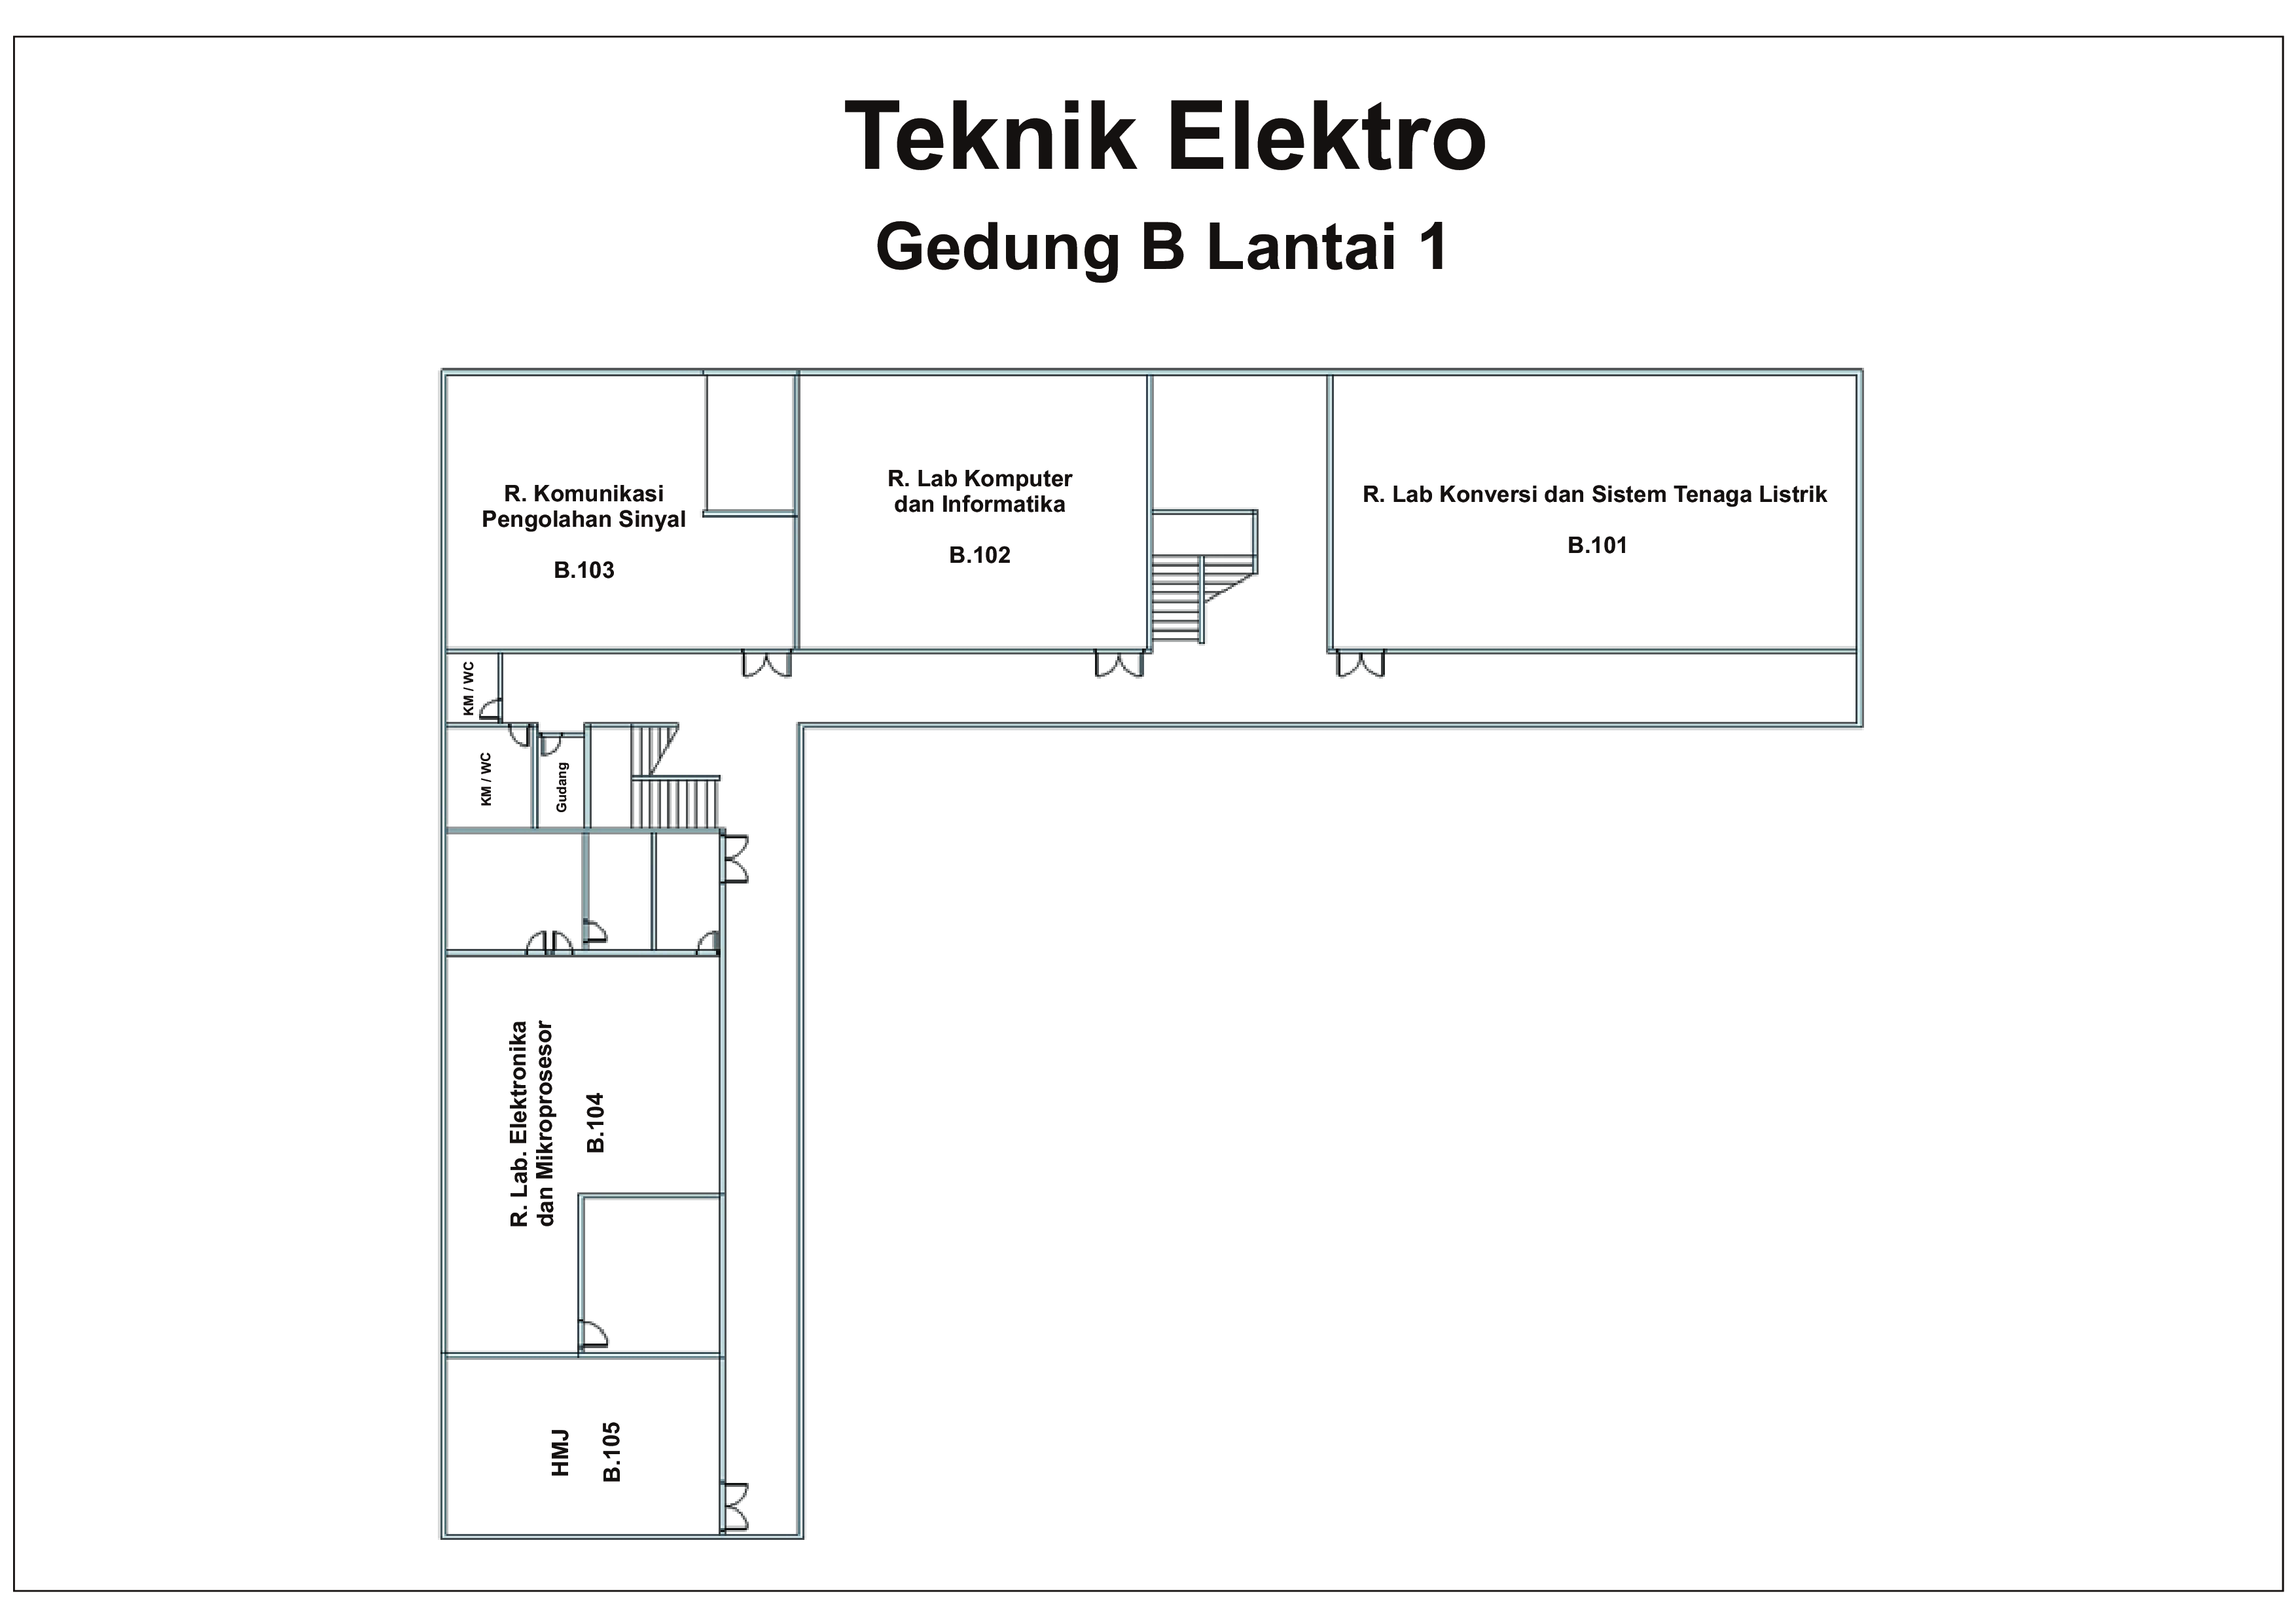 Teknik Elektro
Gedung B Lantai 1
R. Komunikasi
Pengolahan Sinyal
B.103
R. Lab Komputer
dan Informatika
B.102
R. Lab Konversi dan Sistem Tenaga Listrik
B.101
KM / WC
KM / WC
Gudang
R. Lab. Elektronika
dan Mikroprosesor
B.104
HMJ
B.105